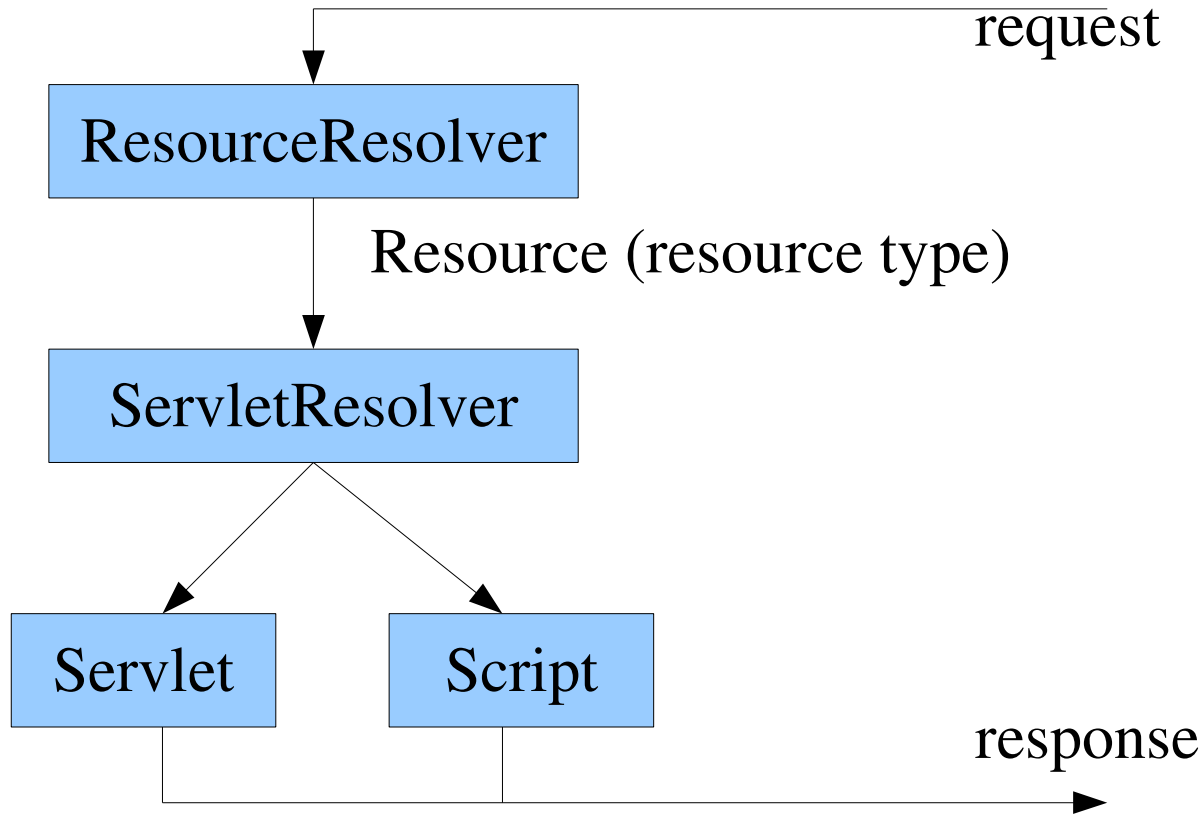 request
ResourceResolver
Resource (resource type)
ServletResolver
Servlet
Script
response